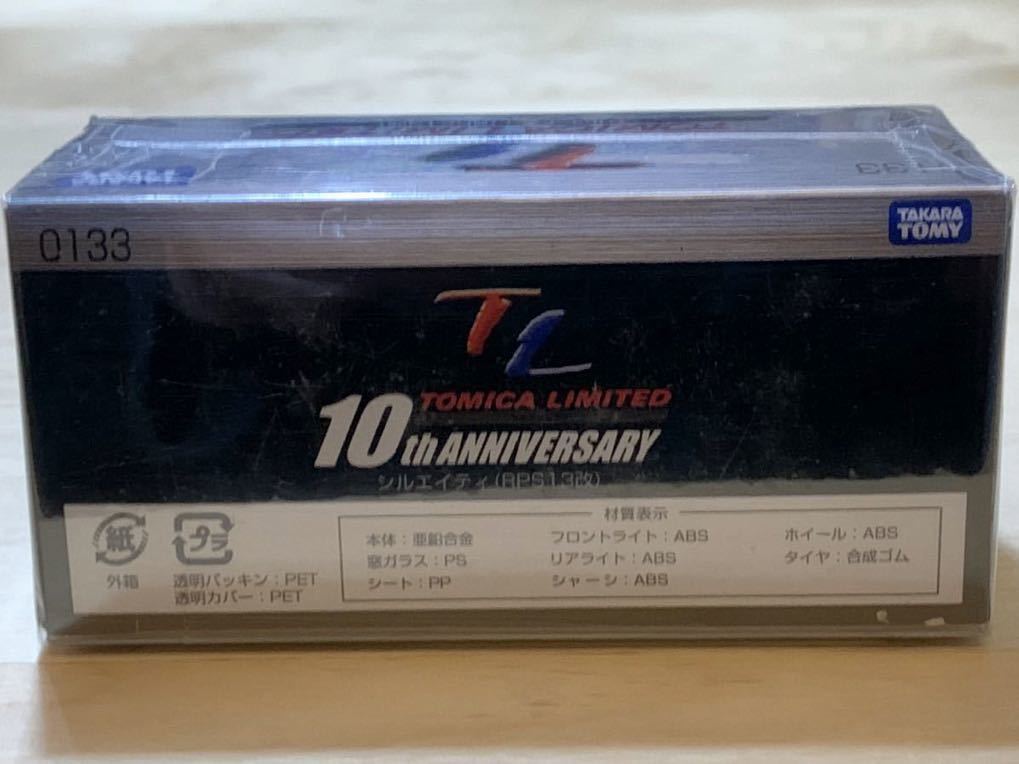 0133
TAKARA
TOMY
TL
TOMICA LIMITED
10th ANNIVERSARY
シルエイティ(RPS13改)
材質表示
紙
プラ
外箱
透明パッキン:PET
透明カバー:PET
本体:亜鉛合金
フロントライト:ABS
ホイール:ABS
窓ガラス:PS
リアライト:ABS
タイヤ:合成ゴム
シート:PP
シャーシ:ABS